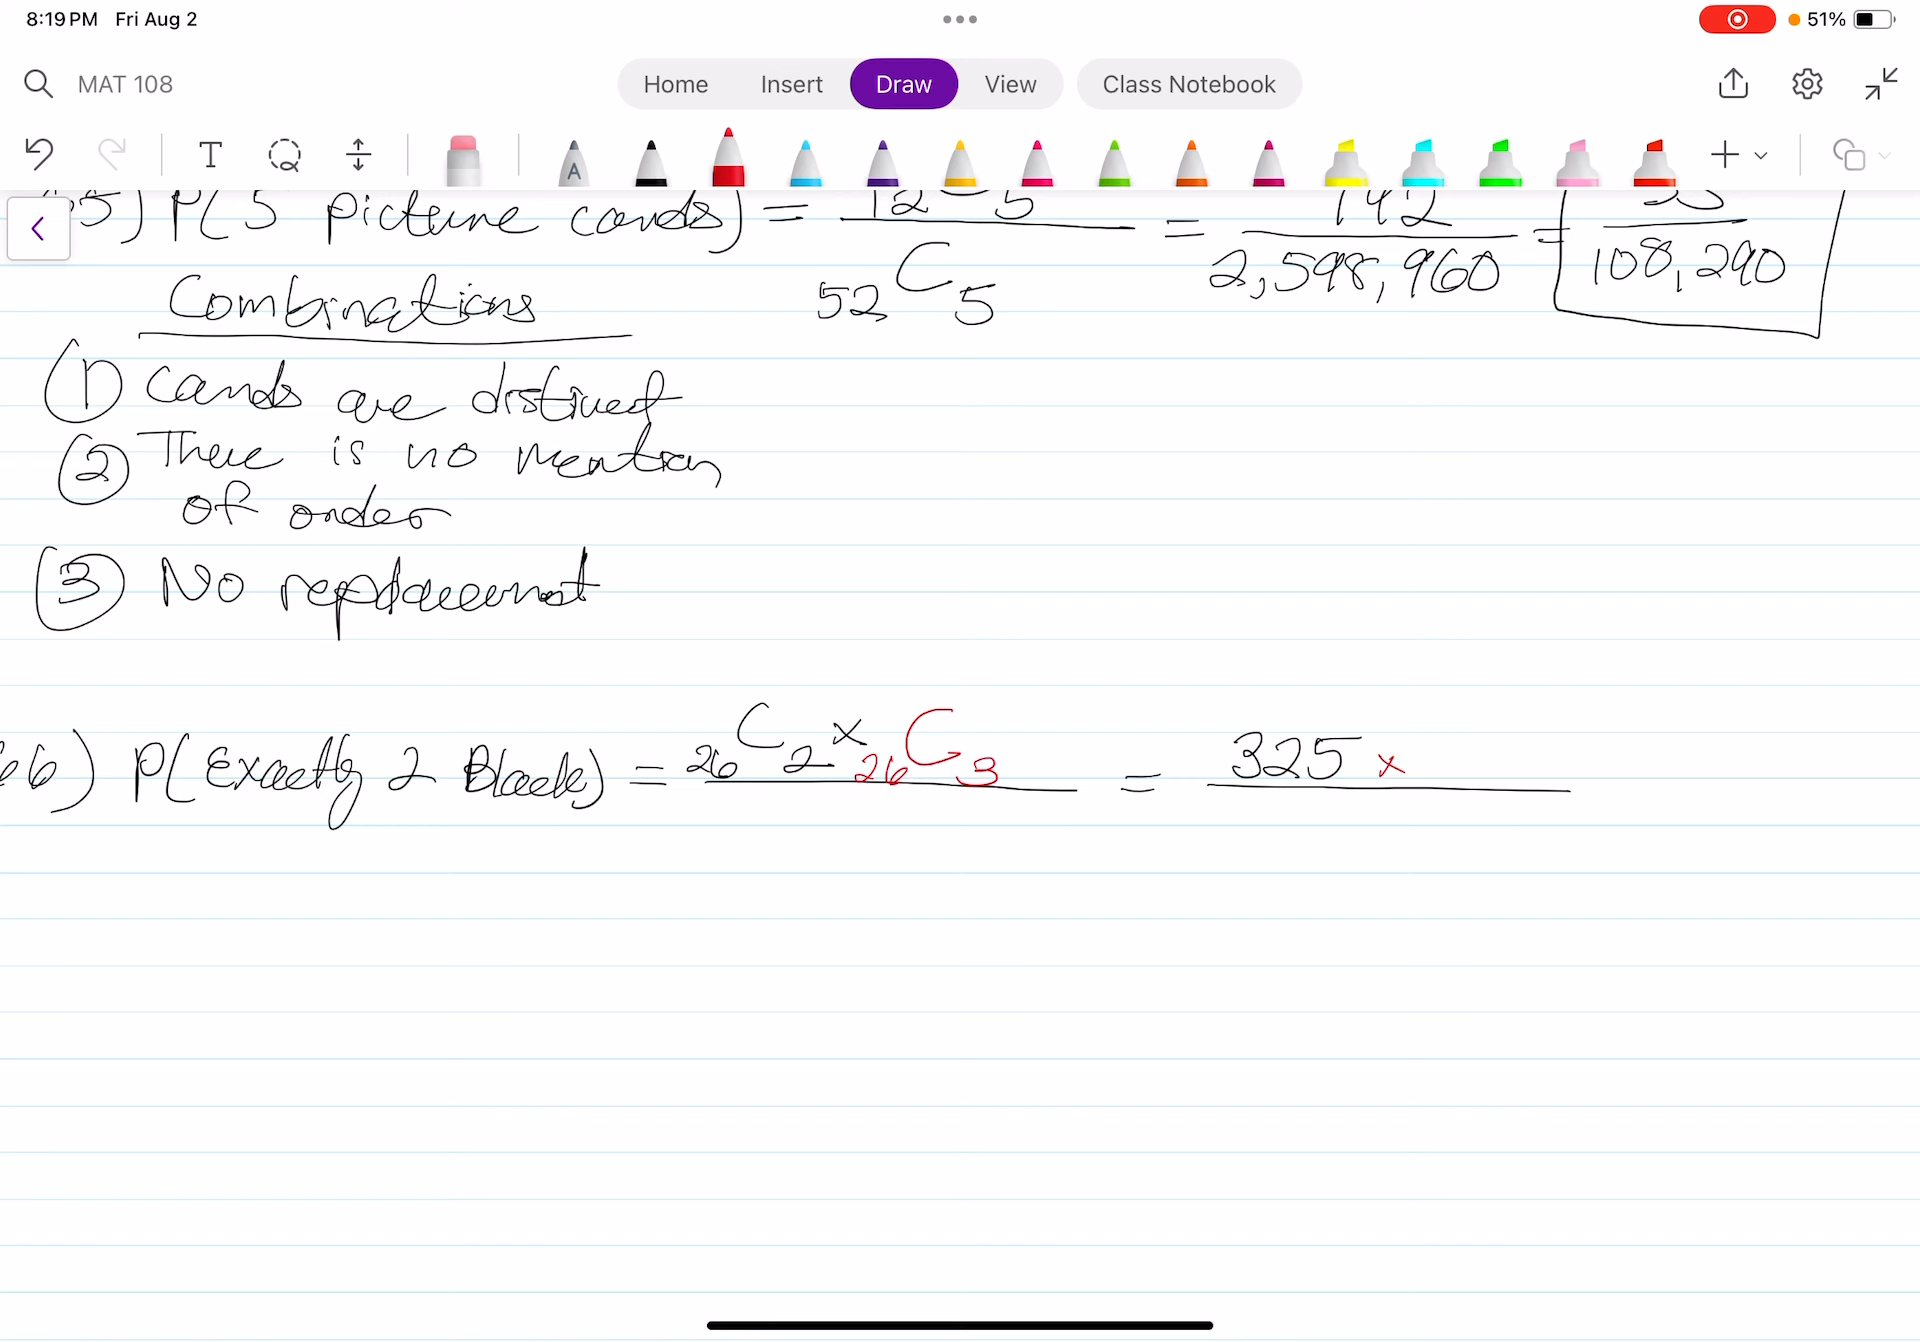 8:19 PM Fri Aug 2
51%
MAT 108
Home Insert Draw View Class Notebook
T A
5) P(5 picture cards) = 12C5 / 52C5 = / 2,598,960 = / 108,290
Combinations
(1) Cards are distinct
(2) There is no mention
of order
(3) No replacement
6) P(Exactly 2 Black) = 26C2 × 26C3 = 325 ×